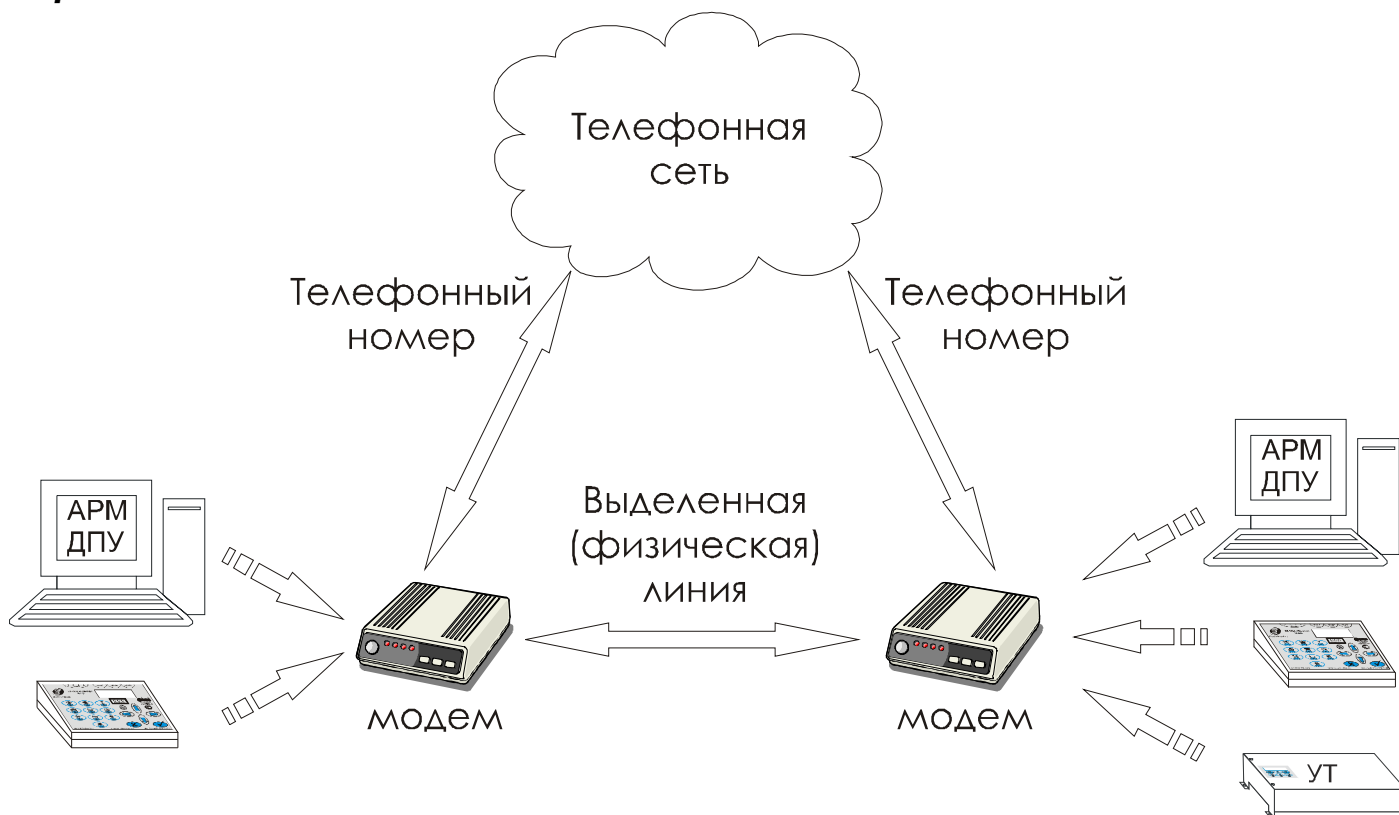 Телефонная
сеть
Телефонный
номер
Телефонный
номер
АРМ
ДПУ
Выделенная
(физическая)
линия
АРМ
ДПУ
модем
модем
УТ